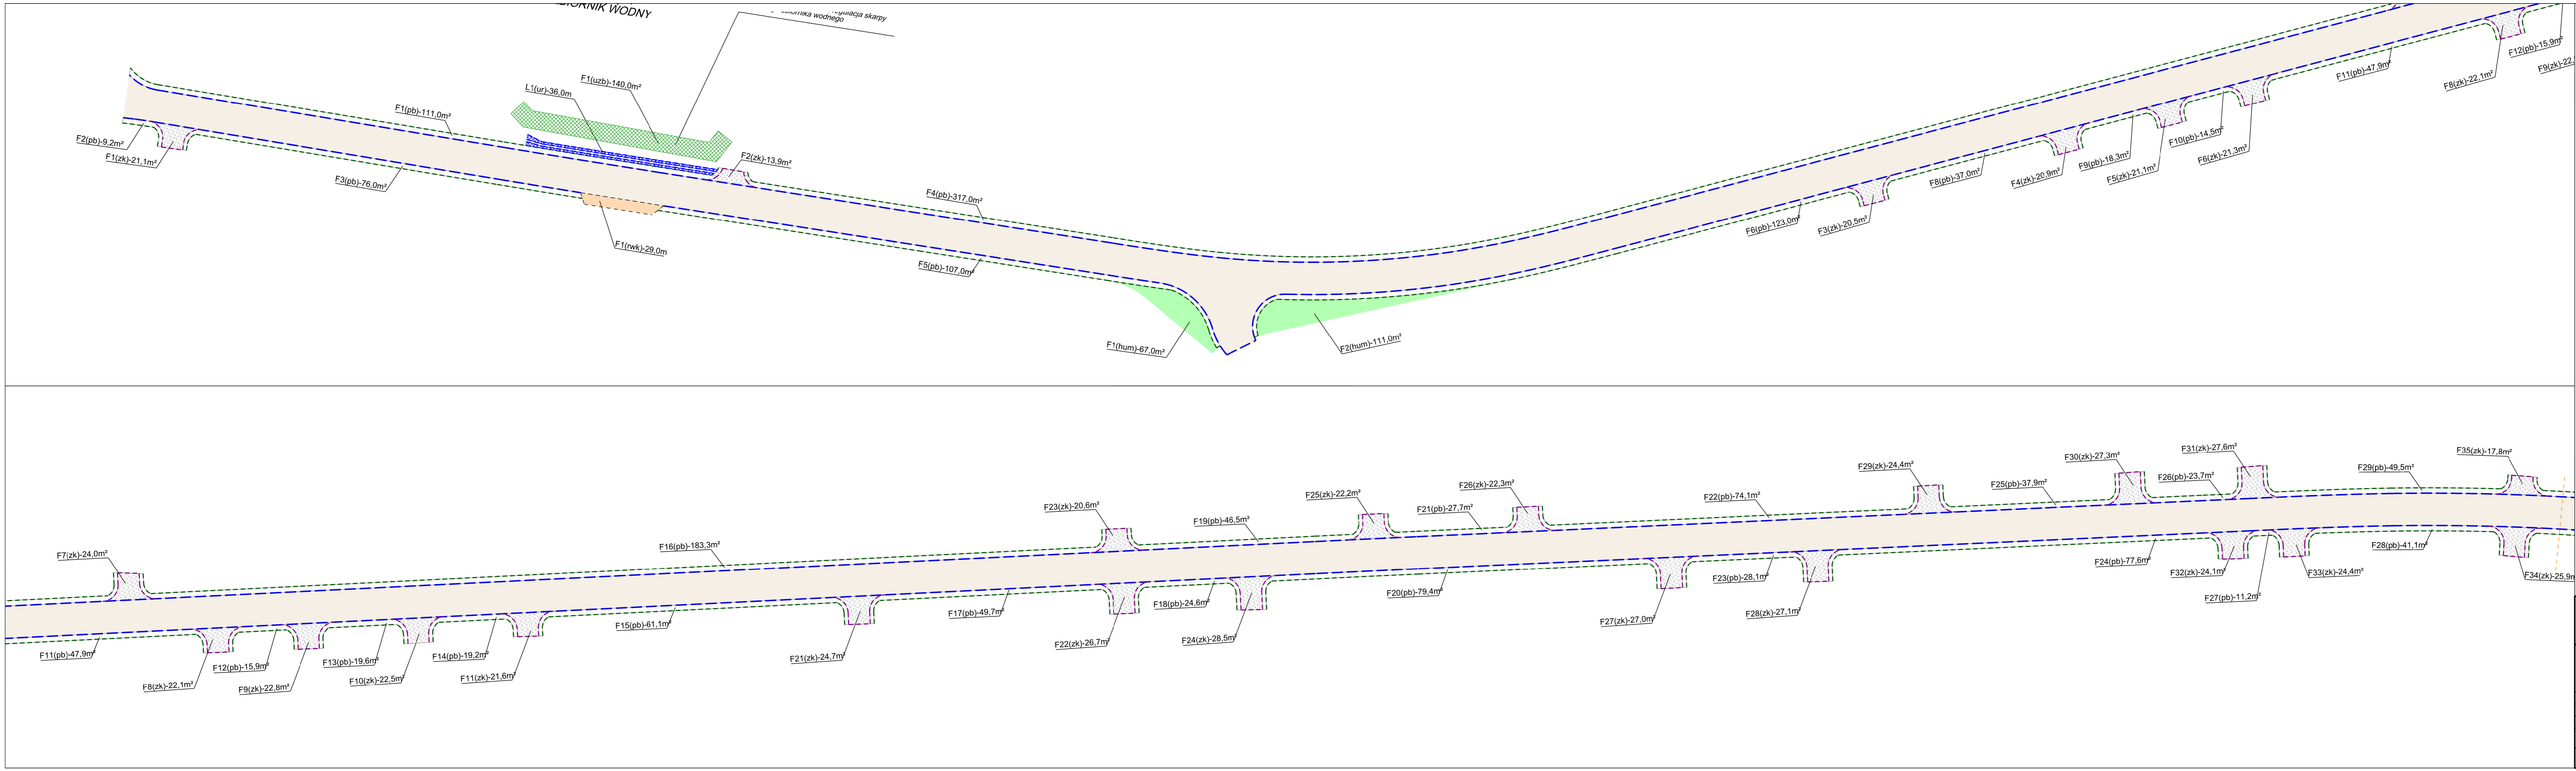 WODNY
regulacja skarpy
wodnego
F1(uzb)-140,0m²
L1(ur)-36,0m
F1(pb)-111,0m²
F2(pb)-9,2m²
F1(zk)-21,1m²
F3(pb)-76,0m²
F2(zk)-13,9m²
F1(rwk)-29,0m
F4(pb)-317,0m²
F5(pb)-107,0m²
F1(hum)-67,0m²
F2(hum)-111,0m²
F6(pb)-123,0m²
F3(zk)-20,5m²
F8(pb)-37,0m²
F4(zk)-20,9m²
F9(pb)-18,3m²
F5(zk)-21,1m²
F10(pb)-14,5m²
F6(zk)-21,3m²
F11(pb)-47,9m²
F8(zk)-22,1m²
F12(pb)-15,9m²
F9(zk)-22,
F7(zk)-24,0m²
F11(pb)-47,9m²
F8(zk)-22,1m²
F12(pb)-15,9m²
F9(zk)-22,8m²
F13(pb)-19,6m²
F10(zk)-22,5m²
F14(pb)-19,2m²
F11(zk)-21,6m²
F15(pb)-61,1m²
F16(pb)-183,3m²
F21(zk)-24,7m²
F17(pb)-49,7m²
F23(zk)-20,6m²
F22(zk)-26,7m²
F18(pb)-24,6m²
F24(zk)-28,5m²
F19(pb)-46,5m²
F25(zk)-22,2m²
F20(pb)-79,4m²
F21(pb)-27,7m²
F26(zk)-22,3m²
F27(zk)-27,0m²
F22(pb)-74,1m²
F23(pb)-28,1m²
F28(zk)-27,1m²
F29(zk)-24,4m²
F25(pb)-37,9m²
F30(zk)-27,3m²
F26(pb)-23,7m²
F31(zk)-27,6m²
F24(pb)-77,6m²
F32(zk)-24,1m²
F27(pb)-11,2m²
F33(zk)-24,4m²
F29(pb)-49,5m²
F28(pb)-41,1m²
F35(zk)-17,8m²
F34(zk)-25,9m